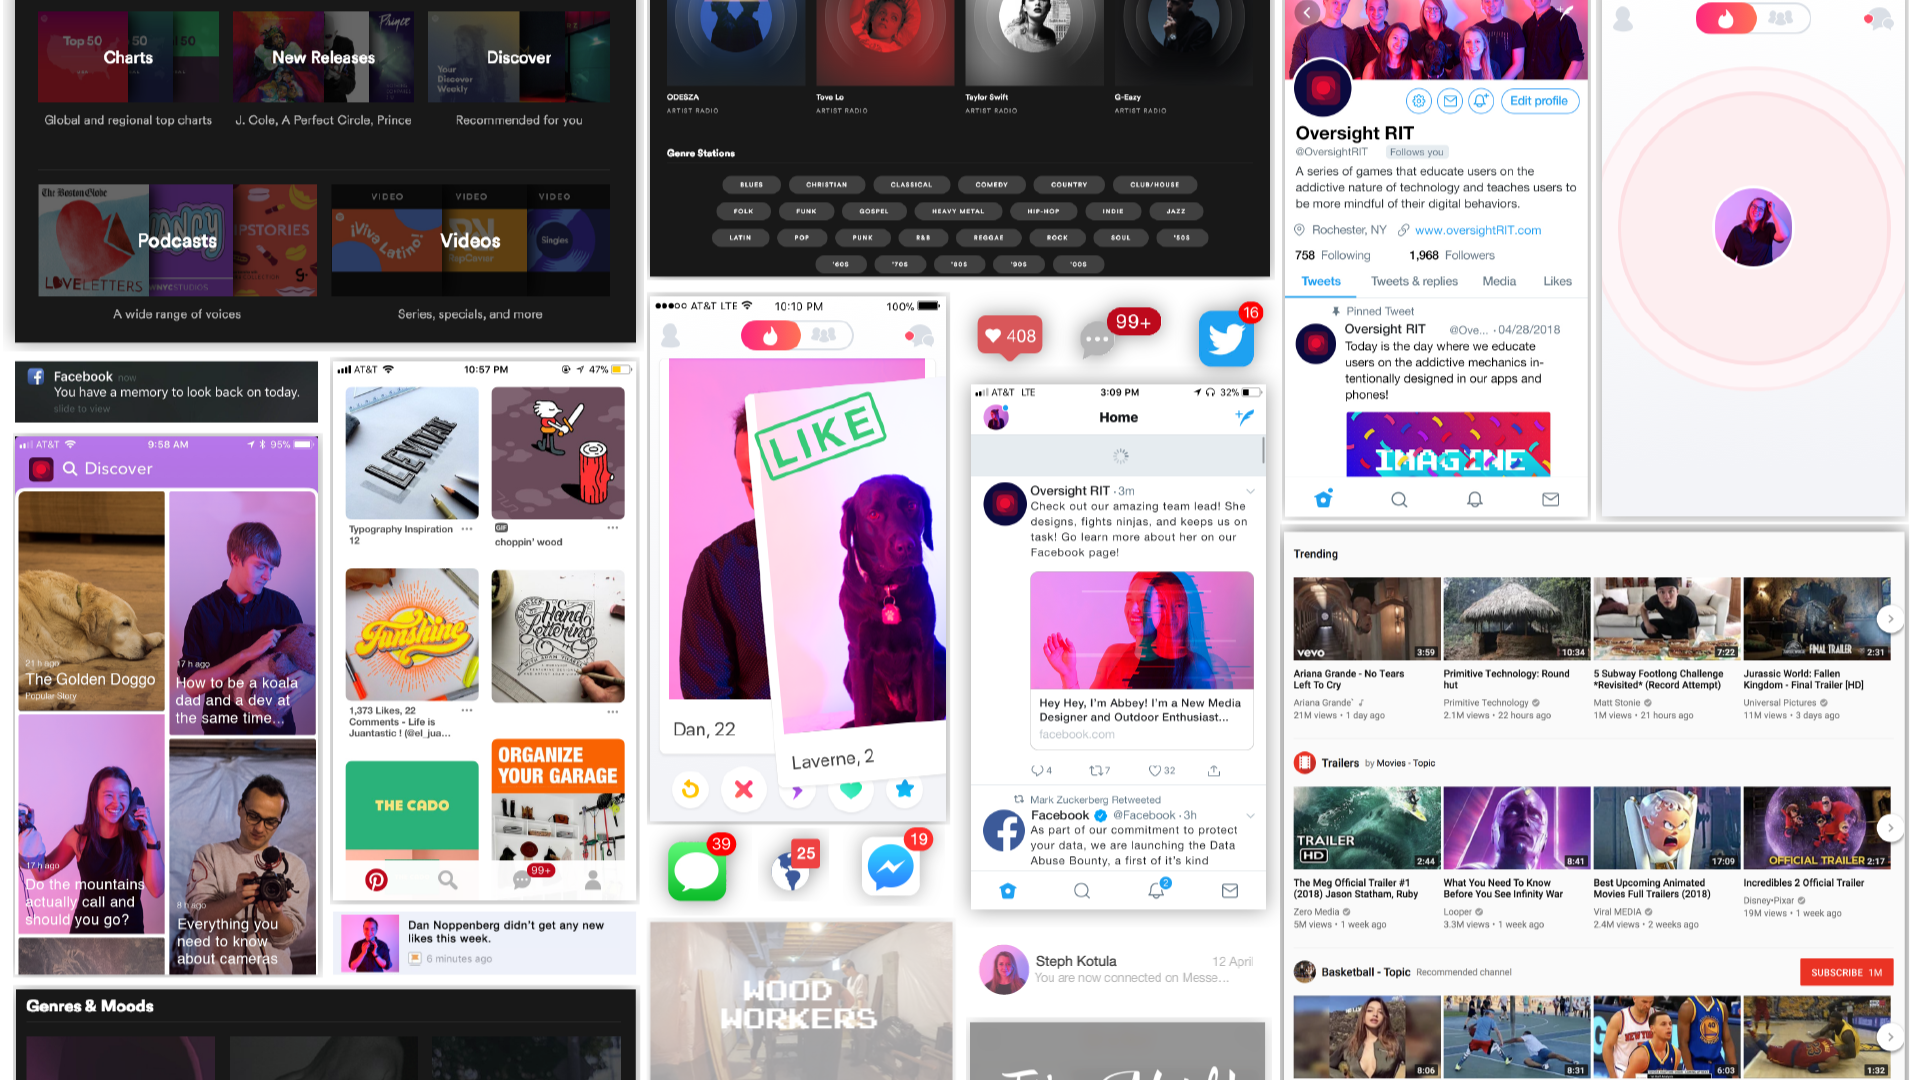 Top 50
50
50
Charts
Global and regional top charts
Prince
New Releases
J. Cole, A Perfect Circle, Prince
Your
Discover
Weekly
Discover
Recommended for you
The Boston Globe
LOVELETTERS
WNYCSTUDIOS
Podcasts
A wide range of voices
VIDEO
VIDEO
VIDEO
¡Viva Latino!
RapCaviar
Singles
Videos
Series, specials, and more
ODESZA
ARTIST RADIO
Tove Lo
ARTIST RADIO
Taylor Swift
ARTIST RADIO
G-Eazy
ARTIST RADIO
Genre Stations
BLUES
CHRISTIAN
CLASSICAL
COMEDY
COUNTRY
CLUB/HOUSE
FOLK
FUNK
GOSPEL
HEAVY METAL
HIP-HOP
INDIE
JAZZ
LATIN
POP
PUNK
R&B
REGGAE
ROCK
SOUL
'50S
'60S
'70S
'80S
'90S
'00S
Edit profile
Oversight RIT
@OversightRIT
Follows you
A series of games that educate users on the
addictive nature of technology and teaches users to
be more mindful of their digital behaviors.
Rochester, NY
www.oversightRIT.com
758 Following
1,968 Followers
Tweets
Tweets & replies
Media
Likes
Pinned Tweet
Oversight RIT @Ove... · 04/28/2018
Today is the day where we educate
users on the addictive mechanics in-
tentionally designed in our apps and
phones!
IMAGINE
Facebook now
You have a memory to look back on today.
slide to view
AT&T
9:58 AM
95%
Discover
21 h ago
The Golden Doggo
Popular Story
17 h ago
How to be a koala
dad and a dev at
the same time...
17 h ago
Do the mountains
actually call and
should you go?
8 h ago
Everything you
need to know
about cameras
AT&T
10:57 PM
47%
Typography Inspiration
12
GIF
choppin' wood
Funshine
Hand
Lettering
1,373 Likes, 22
Comments - Life is
Juantastic ! (@el_jua...
THE CADO
ORGANIZE
YOUR GARAGE
99+
Dan Noppenberg didn't get any new
likes this week.
6 minutes ago
AT&T LTE
10:10 PM
100%
LIKE
Dan, 22
Laverne, 2
39
25
19
408
99+
16
AT&T LTE
3:09 PM
32%
Home
Oversight RIT · 3m
Check out our amazing team lead! She
designs, fights ninjas, and keeps us on
task! Go learn more about her on our
Facebook page!
Hey Hey, I'm Abbey! I'm a New Media
Designer and Outdoor Enthusiast...
facebook.com
4
7
32
Mark Zuckerberg Retweeted
Facebook @Facebook · 3h
As part of our commitment to protect
your data, we are launching the Data
Abuse Bounty, a first of it's kind
2
Steph Kotula
12 April
You are now connected on Messe...
WOOD
WORKERS
Genres & Moods
Trending
vevo
3:59
Ariana Grande - No Tears
Left To Cry
Ariana Grande
21M views • 1 day ago
10:34
Primitive Technology: Round
hut
Primitive Technology
2.1M views • 22 hours ago
7:22
5 Subway Footlong Challenge
*Revisited* (Record Attempt)
Matt Stonie
1M views • 21 hours ago
FINAL TRAILER
2:31
Jurassic World: Fallen
Kingdom - Final Trailer [HD]
Universal Pictures
11M views • 3 days ago
Trailers by Movies - Topic
TRAILER
HD
2:44
The Meg Official Trailer #1
(2018) Jason Statham, Ruby
Zero Media
5M views • 1 week ago
8:41
What You Need To Know
Before You See Infinity War
Looper
3.3M views • 1 week ago
17:09
Best Upcoming Animated
Movies Full Trailers (2018)
Viral MEDIA
2.4M views • 2 weeks ago
OFFICIAL TRAILER
2:17
Incredibles 2 Official Trailer
Disney•Pixar
19M views • 1 week ago
Basketball - Topic Recommended channel
SUBSCRIBE 1M
8:06
8:31
NEW YORK
6:03
1:32